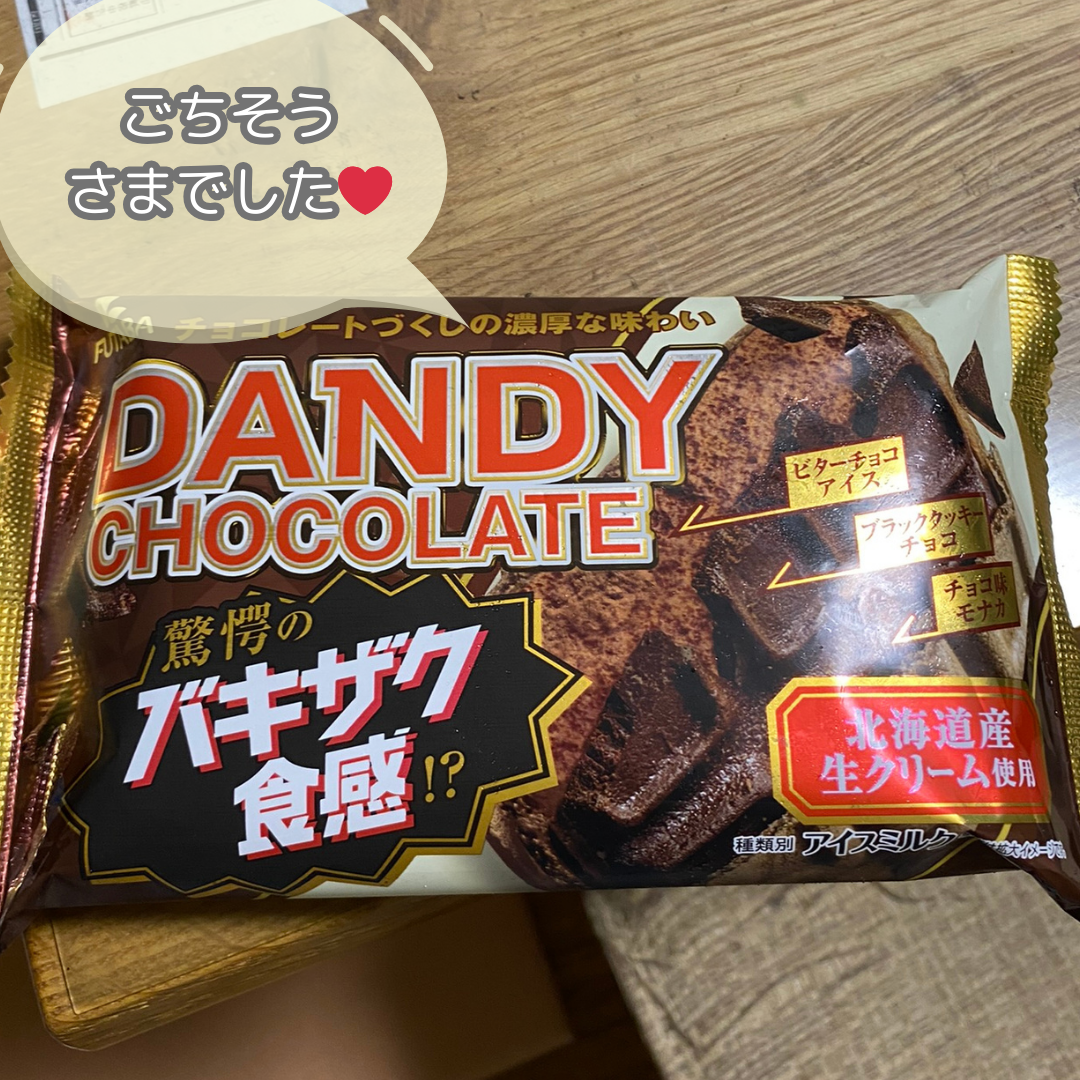 ごちそう
さまでした❤
FUTABA
チョコレートづくしの濃厚な味わい
DANDY
CHOCOLATE
ビターチョコ
アイス
ブラックタッキー
チョコ
チョコ味
モナカ
驚愕の
バキザク
食感!?
北海道産
生クリーム使用
種類別 アイスミルク